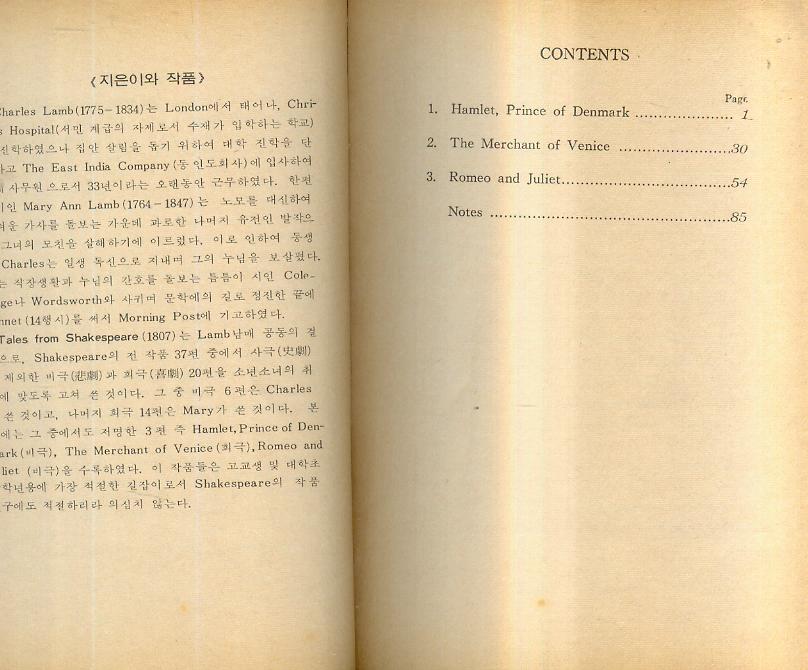 《지은이와 작품》
Charles Lamb(1775-1834)는 London에서 태어나, Chri-
s Hospital(서민 계급의 자제로서 수재가 입학하는 학교)
진학하였으나 집안 살림을 돕기 위하여 대학 진학을 단
하고 The East India Company(동 인도회사)에 입사하여
사무원 으로서 33년이라는 오랜동안 근무하였다. 한편
인 Mary Ann Lamb(1764-1847)는 노모를 대신하여
운 가사를 돌보는 가운데 과로한 나머지 유전인 발작으
그녀의 모친을 살해하기에 이르렀다. 이로 인하여 동생
Charles는 일생 독신으로 지내며 그의 누님을 보살폈다.
는 직장생활과 누님의 간호를 돌보는 틈틈이 시인 Cole-
ge나 Wordsworth와 사귀며 문학에의 길로 정진한 끝에
nnet (14행시)를 써서 Morning Post에 기고하였다.
Tales from Shakespeare (1807)는 Lamb남매 공동의 걸
으로, Shakespeare의 전 작품 37편 중에서 사극(史劇)
제외한 비극(悲劇)과 희극(喜劇) 20편을 소년소녀의 취
에 맞도록 고쳐 쓴 것이다. 그 중 비극 6편은 Charles
쓴 것이고, 나머지 희극 14편은 Mary가 쓴 것이다. 본
에는 그 중에서도 저명한 3편 즉 Hamlet, Prince of Den-
ark (비극), The Merchant of Venice (희극), Romeo and
liet (비극)을 수록하였다. 이 작품들은 고교생 및 대학초
학년용에 가장 적절한 길잡이로서 Shakespeare의 작품
구에도 적절하리라 의심치 않는다.
CONTENTS
Page
1. Hamlet, Prince of Denmark .................... 1
2. The Merchant of Venice .......................30
3. Romeo and Juliet..................................54
Notes ................................................85